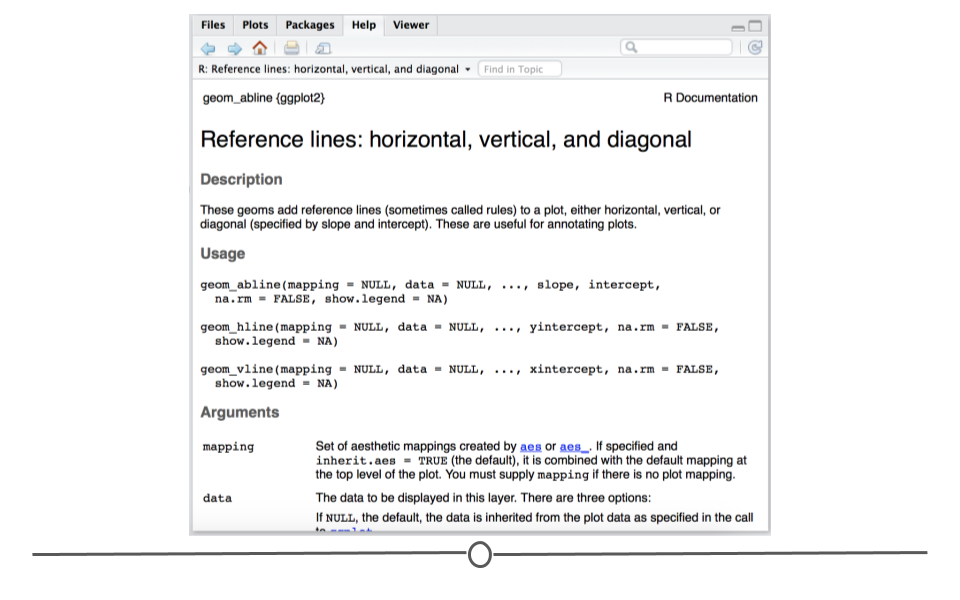 Files Plots Packages Help Viewer
R: Reference lines: horizontal, vertical, and diagonal Find in Topic
geom_abline {ggplot2} R Documentation
Reference lines: horizontal, vertical, and diagonal
Description
These geoms add reference lines (sometimes called rules) to a plot, either horizontal, vertical, or
diagonal (specified by slope and intercept). These are useful for annotating plots.
Usage
geom_abline(mapping = NULL, data = NULL, ..., slope, intercept,
na.rm = FALSE, show.legend = NA)
geom_hline(mapping = NULL, data = NULL, ..., yintercept, na.rm = FALSE,
show.legend = NA)
geom_vline(mapping = NULL, data = NULL, ..., xintercept, na.rm = FALSE,
show.legend = NA)
Arguments
mapping Set of aesthetic mappings created by aes or aes_. If specified and
inherit.aes = TRUE (the default), it is combined with the default mapping at
the top level of the plot. You must supply mapping if there is no plot mapping.
data The data to be displayed in this layer. There are three options:
If NULL, the default, the data is inherited from the plot data as specified in the call